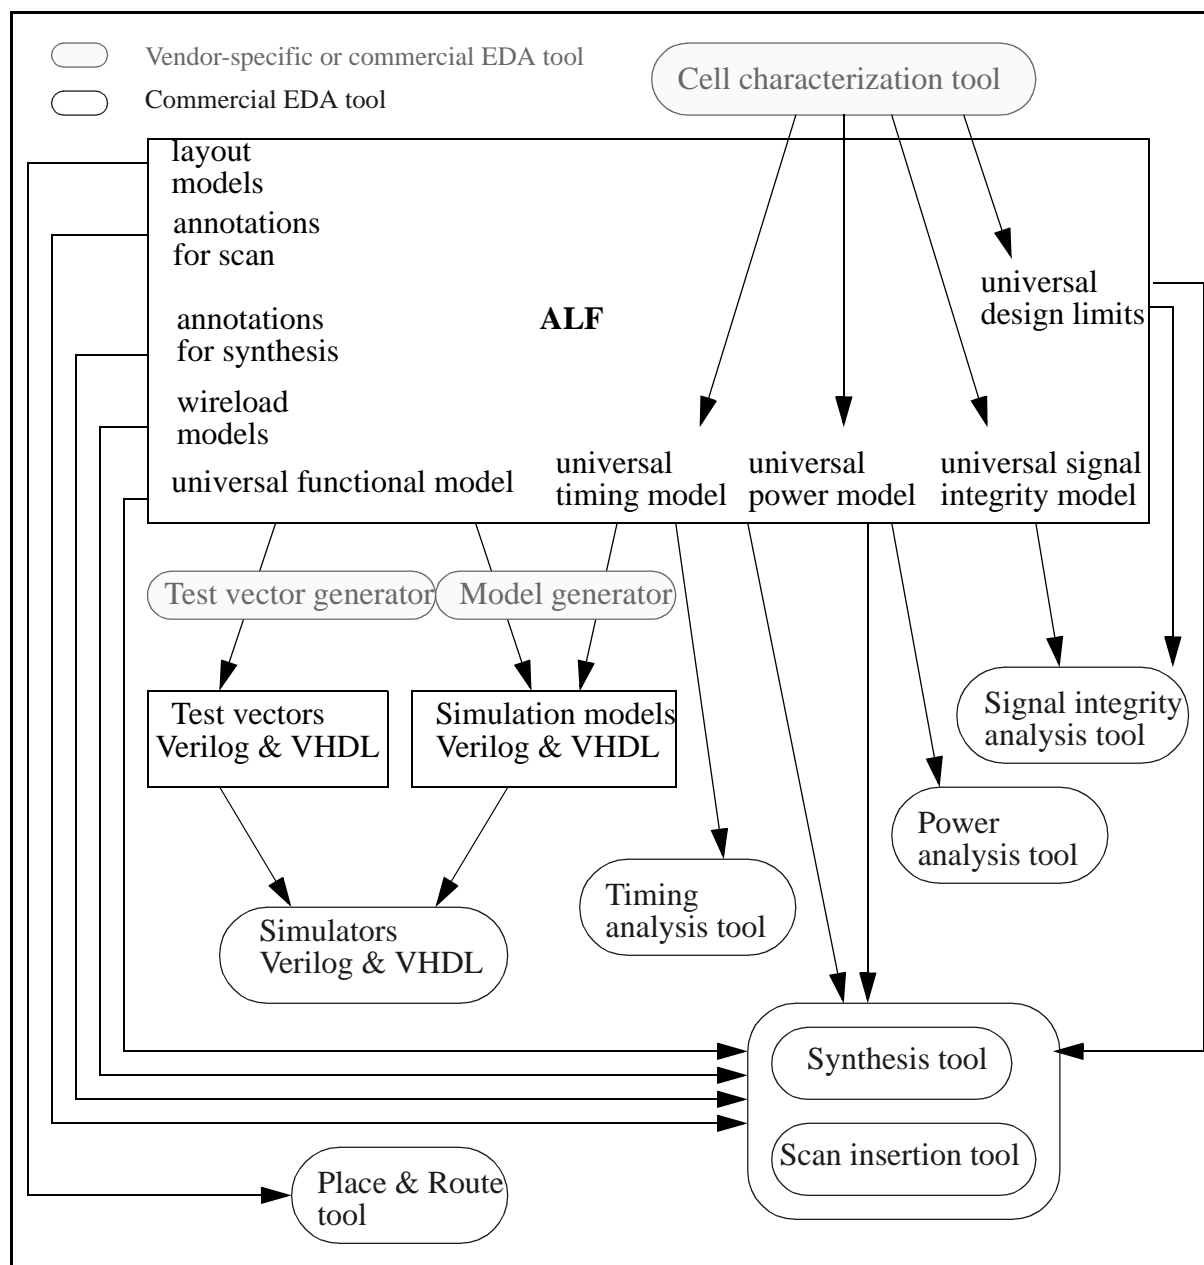 Vendor-specific or commercial EDA tool
Commercial EDA tool
Cell characterization tool
layout
models
annotations
for scan
annotations
for synthesis
wireload
models
universal functional model
ALF
universal
design limits
universal
timing model
universal
power model
universal signal
integrity model
Test vector generator
Model generator
Test vectors
Verilog & VHDL
Simulation models
Verilog & VHDL
Signal integrity
analysis tool
Power
analysis tool
Timing
analysis tool
Simulators
Verilog & VHDL
Synthesis tool
Scan insertion tool
Place & Route
tool